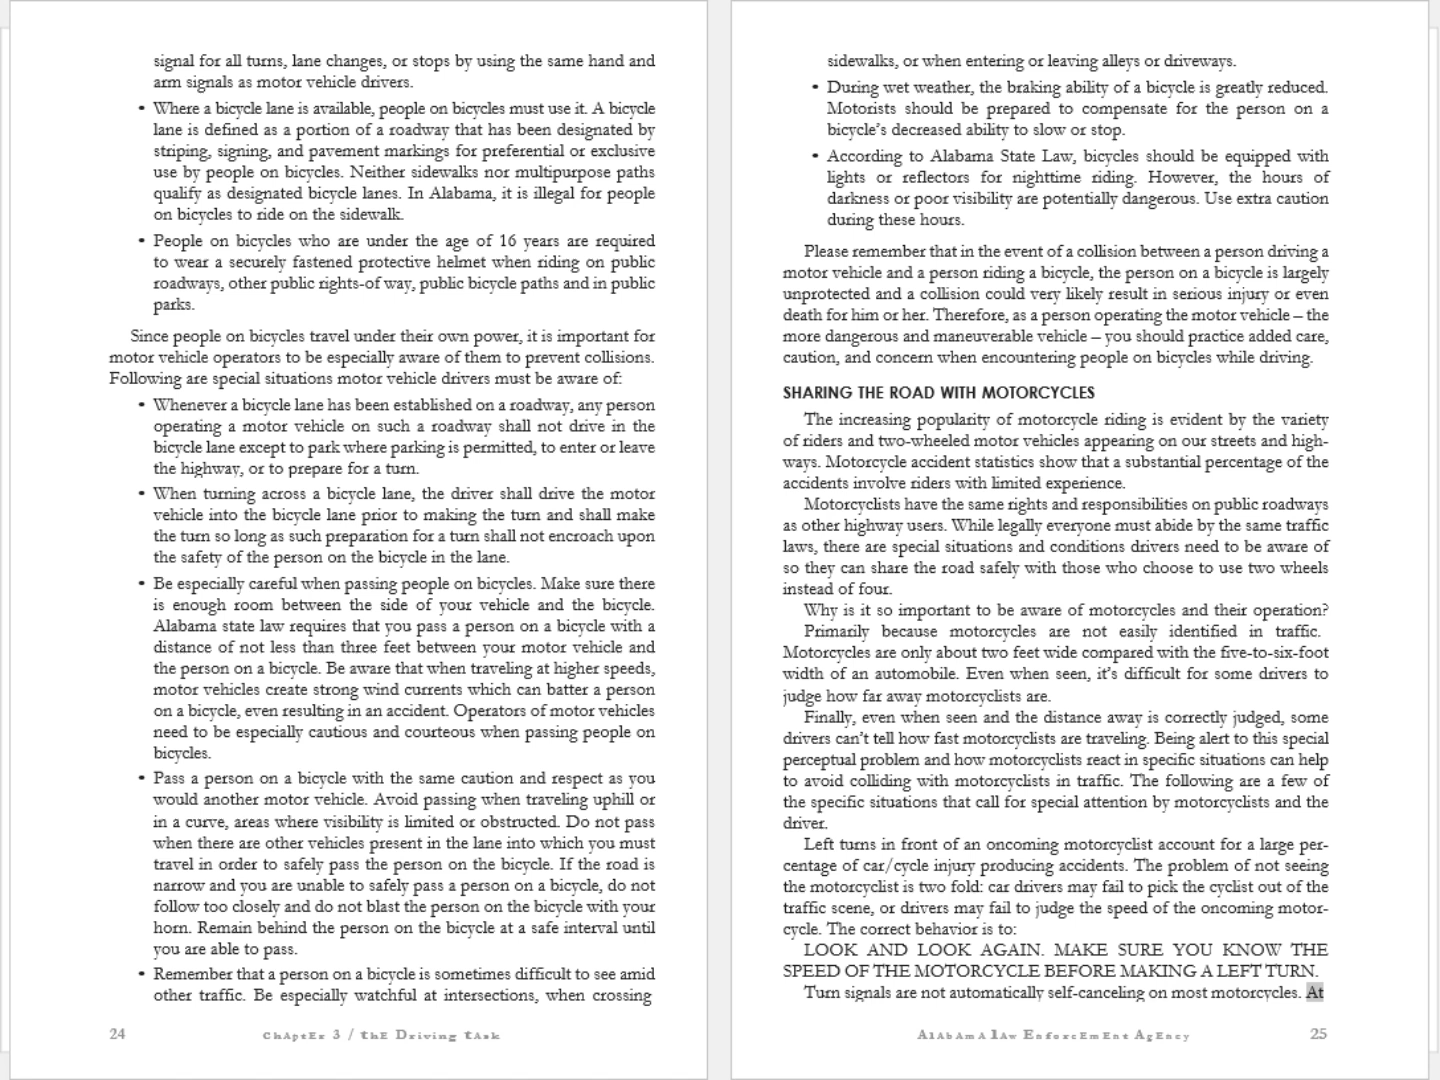 signal for all turns, lane changes, or stops by using the same hand and
arm signals as motor vehicle drivers.
• Where a bicycle lane is available, people on bicycles must use it. A bicycle
lane is defined as a portion of a roadway that has been designated by
striping, signing, and pavement markings for preferential or exclusive
use by people on bicycles. Neither sidewalks nor multipurpose paths
qualify as designated bicycle lanes. In Alabama, it is illegal for people
on bicycles to ride on the sidewalk.
• People on bicycles who are under the age of 16 years are required
to wear a securely fastened protective helmet when riding on public
roadways, other public rights-of way, public bicycle paths and in public
parks.
Since people on bicycles travel under their own power, it is important for
motor vehicle operators to be especially aware of them to prevent collisions.
Following are special situations motor vehicle drivers must be aware of:
• Whenever a bicycle lane has been established on a roadway, any person
operating a motor vehicle on such a roadway shall not drive in the
bicycle lane except to park where parking is permitted, to enter or leave
the highway, or to prepare for a turn.
• When turning across a bicycle lane, the driver shall drive the motor
vehicle into the bicycle lane prior to making the turn and shall make
the turn so long as such preparation for a turn shall not encroach upon
the safety of the person on the bicycle in the lane.
• Be especially careful when passing people on bicycles. Make sure there
is enough room between the side of your vehicle and the bicycle.
Alabama state law requires that you pass a person on a bicycle with a
distance of not less than three feet between your motor vehicle and
the person on a bicycle. Be aware that when traveling at higher speeds,
motor vehicles create strong wind currents which can batter a person
on a bicycle, even resulting in an accident. Operators of motor vehicles
need to be especially cautious and courteous when passing people on
bicycles.
• Pass a person on a bicycle with the same caution and respect as you
would another motor vehicle. Avoid passing when traveling uphill or
in a curve, areas where visibility is limited or obstructed. Do not pass
when there are other vehicles present in the lane into which you must
travel in order to safely pass the person on the bicycle. If the road is
narrow and you are unable to safely pass a person on a bicycle, do not
follow too closely and do not blast the person on the bicycle with your
horn. Remain behind the person on the bicycle at a safe interval until
you are able to pass.
• Remember that a person on a bicycle is sometimes difficult to see amid
other traffic. Be especially watchful at intersections, when crossing
24 ChAptEr 3 / thE Driving tAsk
sidewalks, or when entering or leaving alleys or driveways.
• During wet weather, the braking ability of a bicycle is greatly reduced.
Motorists should be prepared to compensate for the person on a
bicycle's decreased ability to slow or stop.
• According to Alabama State Law, bicycles should be equipped with
lights or reflectors for nighttime riding. However, the hours of
darkness or poor visibility are potentially dangerous. Use extra caution
during these hours.
Please remember that in the event of a collision between a person driving a
motor vehicle and a person riding a bicycle, the person on a bicycle is largely
unprotected and a collision could very likely result in serious injury or even
death for him or her. Therefore, as a person operating the motor vehicle – the
more dangerous and maneuverable vehicle – you should practice added care,
caution, and concern when encountering people on bicycles while driving.
SHARING THE ROAD WITH MOTORCYCLES
The increasing popularity of motorcycle riding is evident by the variety
of riders and two-wheeled motor vehicles appearing on our streets and high-
ways. Motorcycle accident statistics show that a substantial percentage of the
accidents involve riders with limited experience.
Motorcyclists have the same rights and responsibilities on public roadways
as other highway users. While legally everyone must abide by the same traffic
laws, there are special situations and conditions drivers need to be aware of
so they can share the road safely with those who choose to use two wheels
instead of four.
Why is it so important to be aware of motorcycles and their operation?
Primarily because motorcycles are not easily identified in traffic.
Motorcycles are only about two feet wide compared with the five-to-six-foot
width of an automobile. Even when seen, it's difficult for some drivers to
judge how far away motorcyclists are.
Finally, even when seen and the distance away is correctly judged, some
drivers can't tell how fast motorcyclists are traveling. Being alert to this special
perceptual problem and how motorcyclists react in specific situations can help
to avoid colliding with motorcyclists in traffic. The following are a few of
the specific situations that call for special attention by motorcyclists and the
driver.
Left turns in front of an oncoming motorcyclist account for a large per-
centage of car/cycle injury producing accidents. The problem of not seeing
the motorcyclist is two fold: car drivers may fail to pick the cyclist out of the
traffic scene, or drivers may fail to judge the speed of the oncoming motor-
cycle. The correct behavior is to:
LOOK AND LOOK AGAIN. MAKE SURE YOU KNOW THE
SPEED OF THE MOTORCYCLE BEFORE MAKING A LEFT TURN.
Turn signals are not automatically self-canceling on most motorcycles. At
AlAbAmA lAw EnforcEmEnt AgEncy 25